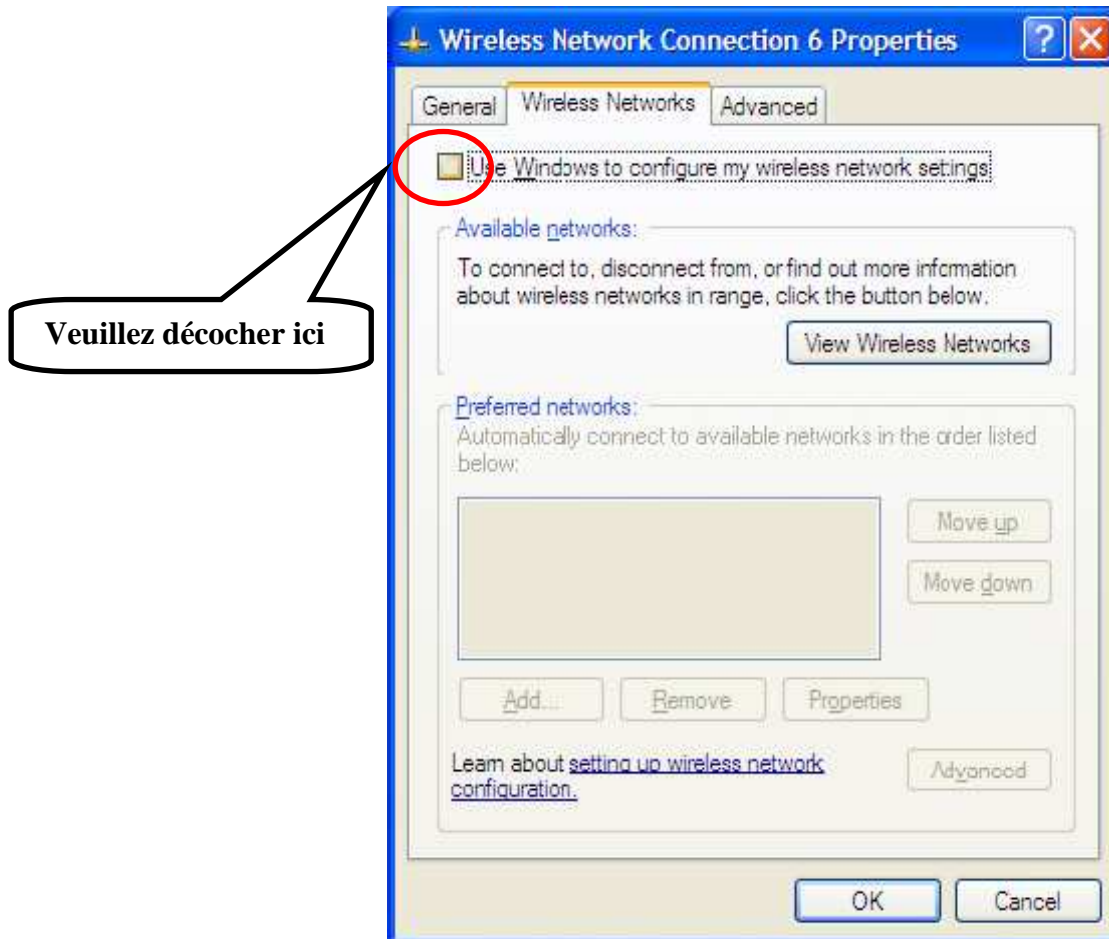 Wireless Network Connection 6 Properties
General Wireless Networks Advanced
Use Windows to configure my wireless network settings
Available networks:
To connect to, disconnect from, or find out more information
about wireless networks in range, click the button below.
View Wireless Networks
Veuillez décocher ici
Preferred networks:
Automatically connect to available networks in the order listed
below:
Move up
Move down
Add... Remove Properties
Learn about setting up wireless network
configuration.
Advanced
OK Cancel